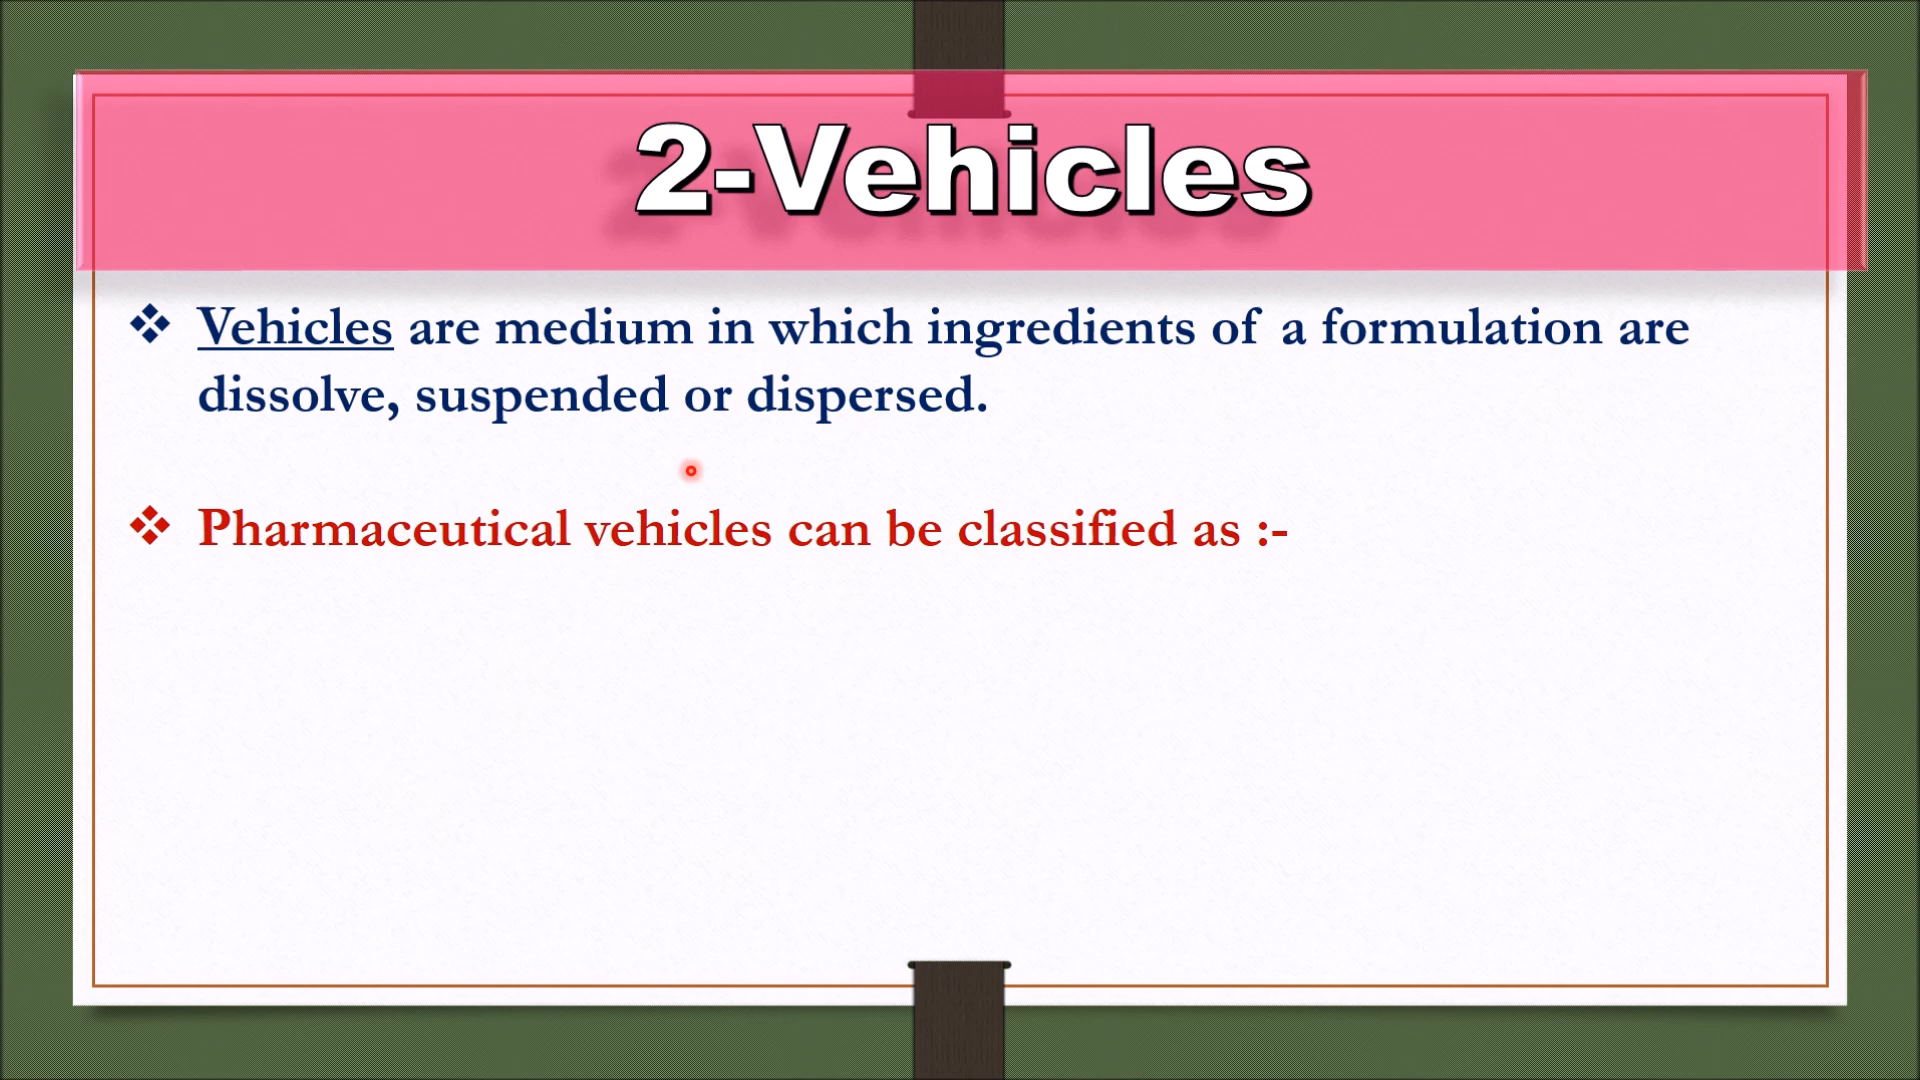 2-Vehicles
❖ Vehicles are medium in which ingredients of a formulation are
dissolve, suspended or dispersed.
❖ Pharmaceutical vehicles can be classified as :-